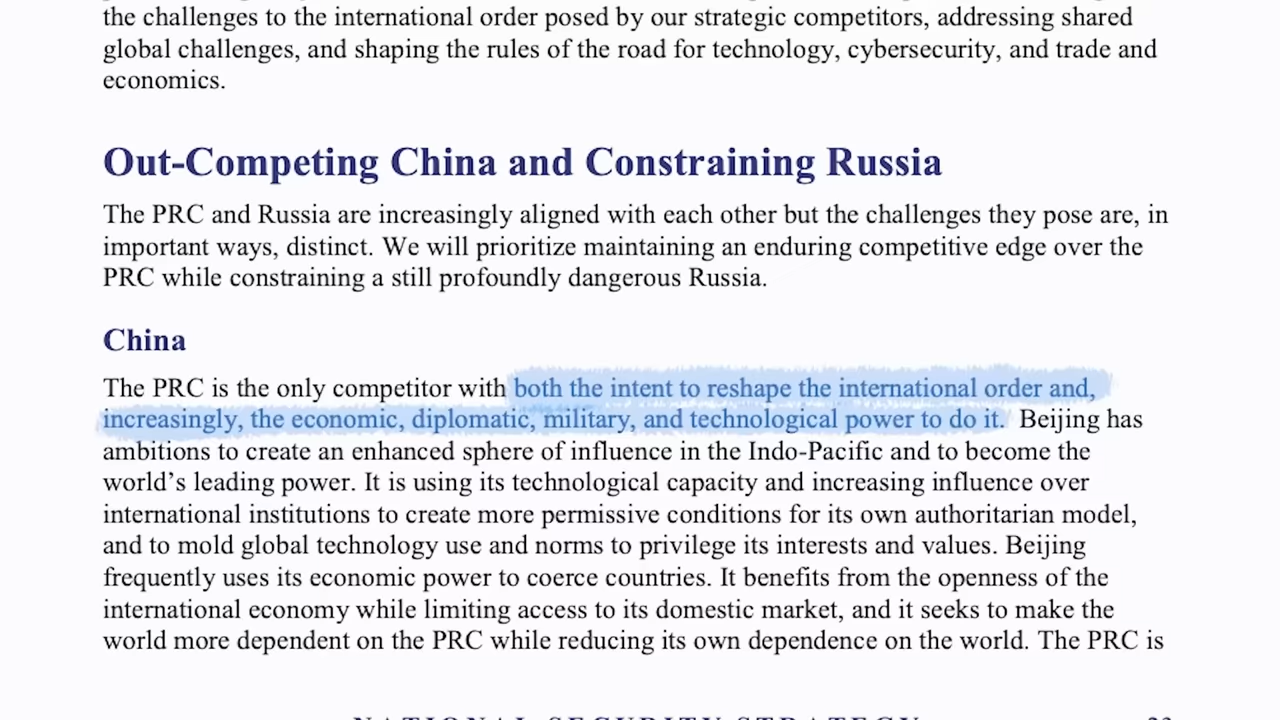 the challenges to the international order posed by our strategic competitors, addressing shared
global challenges, and shaping the rules of the road for technology, cybersecurity, and trade and
economics.
Out-Competing China and Constraining Russia
The PRC and Russia are increasingly aligned with each other but the challenges they pose are, in
important ways, distinct. We will prioritize maintaining an enduring competitive edge over the
PRC while constraining a still profoundly dangerous Russia.
China
The PRC is the only competitor with both the intent to reshape the international order and,
increasingly, the economic, diplomatic, military, and technological power to do it. Beijing has
ambitions to create an enhanced sphere of influence in the Indo-Pacific and to become the
world’s leading power. It is using its technological capacity and increasing influence over
international institutions to create more permissive conditions for its own authoritarian model,
and to mold global technology use and norms to privilege its interests and values. Beijing
frequently uses its economic power to coerce countries. It benefits from the openness of the
international economy while limiting access to its domestic market, and it seeks to make the
world more dependent on the PRC while reducing its own dependence on the world. The PRC is
NATIONAL SECURITY STRATEGY